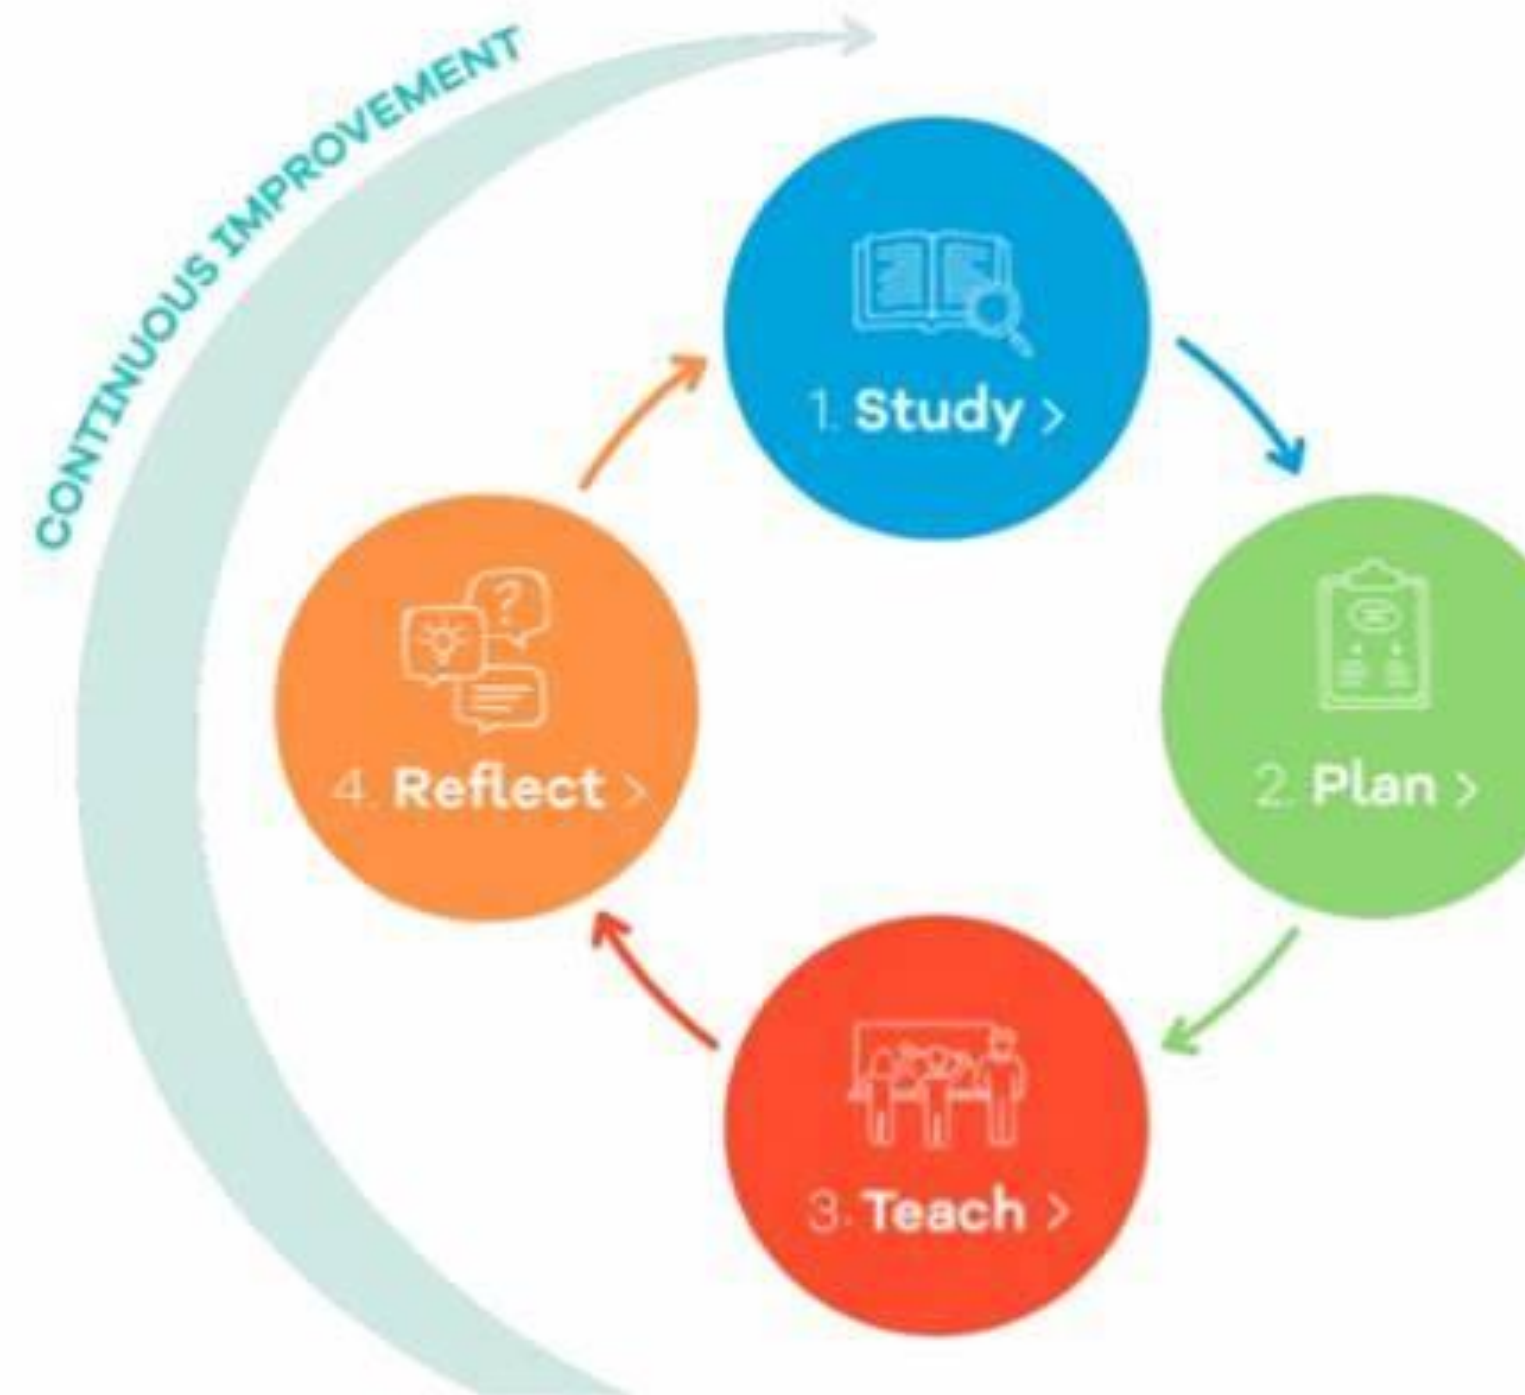 CONTINUOUS IMPROVEMENT
1. Study >
2. Plan >
3. Teach >
4. Reflect >
?